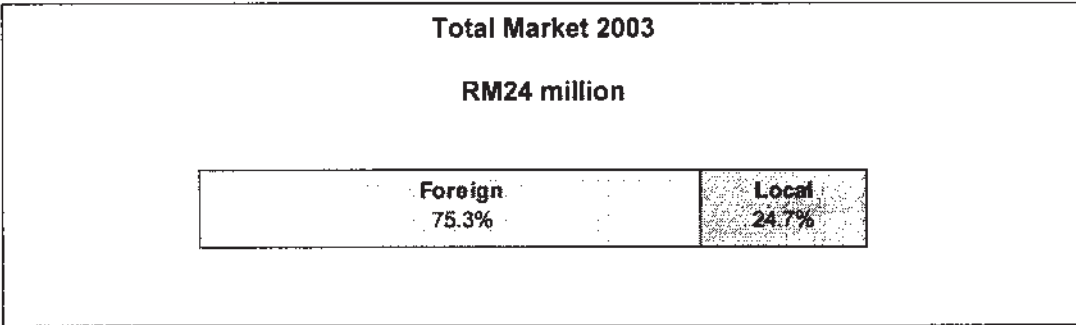 Total Market 2003
RM24 million
Foreign
75.3%
Local
24.7%